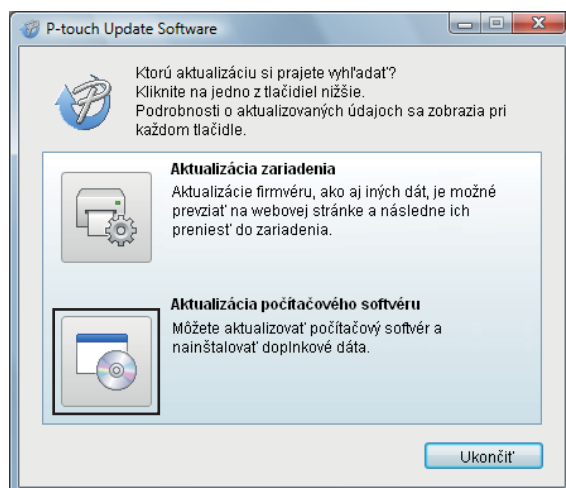 P-touch Update Software
Ktorú aktualizáciu si prajete vyhľadať?
Kliknite na jedno z tlačidiel nižšie.
Podrobnosti o aktualizovaných údajoch sa zobrazia pri
každom tlačidle.
Aktualizácia zariadenia
Aktualizácie firmvéru, ako aj iných dát, je možné
prevziať na webovej stránke a následne ich
preniesť do zariadenia.
Aktualizácia počítačového softvéru
Môžete aktualizovať počítačový softvér a
nainštalovať doplnkové dáta.
Ukončiť